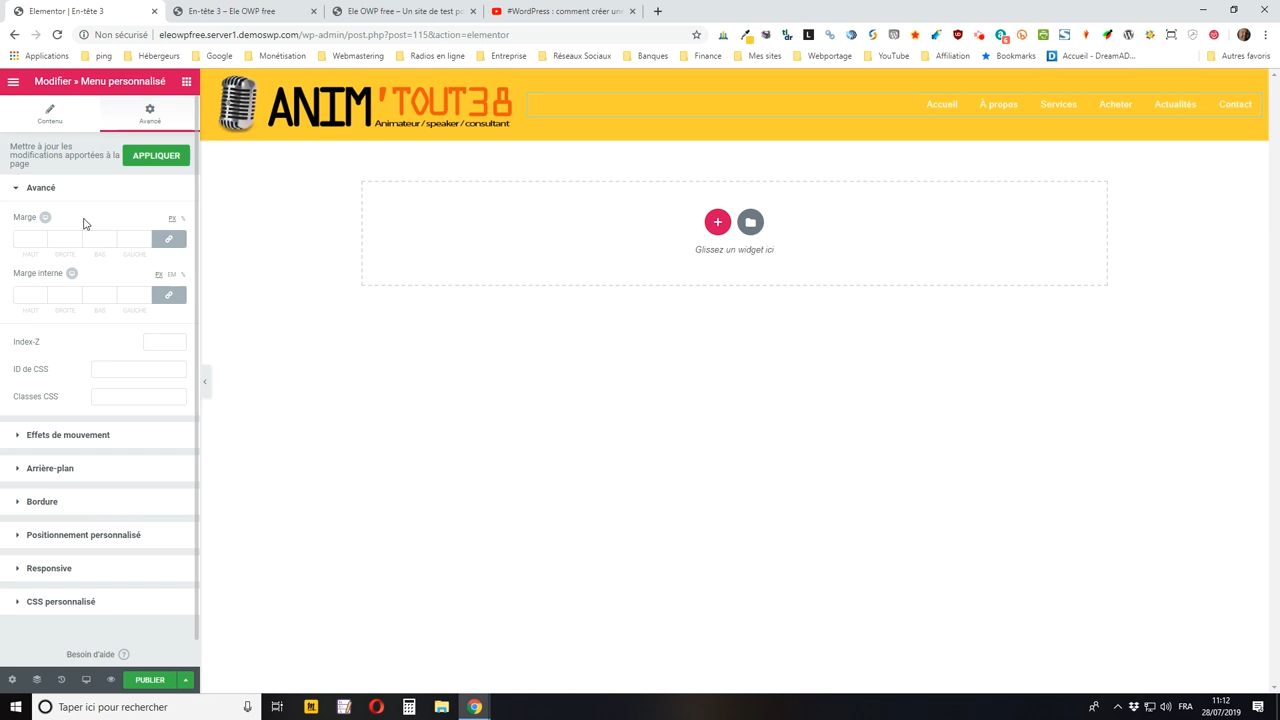 Elementor | En-tête 3
En-tête 3 – Ele OWP free
Ele OWP free – Un site de test po
#WordPress : comment créer une
Non sécurisé | eleowpfree.server1.demoswp.com/wp-admin/post.php?post=115&action=elementor
Applications
ping
Hébergeurs
Google
Monétisation
Webmastering
Radios en ligne
Entreprise
Réseaux Sociaux
Banques
Finance
Mes sites
Webportage
YouTube
Affiliation
Bookmarks
Accueil - DreamAD...
Autres favoris
Modifier » Menu personnalisé
Contenu
Avancé
Mettre à jour les
modifications apportées à la
page
APPLIQUER
Avancé
Marge
PX %
HAUT DROITE BAS GAUCHE
Marge interne
PX EM %
HAUT DROITE BAS GAUCHE
Index-Z
ID de CSS
Classes CSS
Effets de mouvement
Arrière-plan
Bordure
Positionnement personnalisé
Responsive
CSS personnalisé
Besoin d'aide ?
PUBLIER
ANIM'TOUT38
Animateur/speaker/consultant
Accueil
À propos
Services
Acheter
Actualités
Contact
Glissez un widget ici
Taper ici pour rechercher
FRA
11:12
28/07/2019